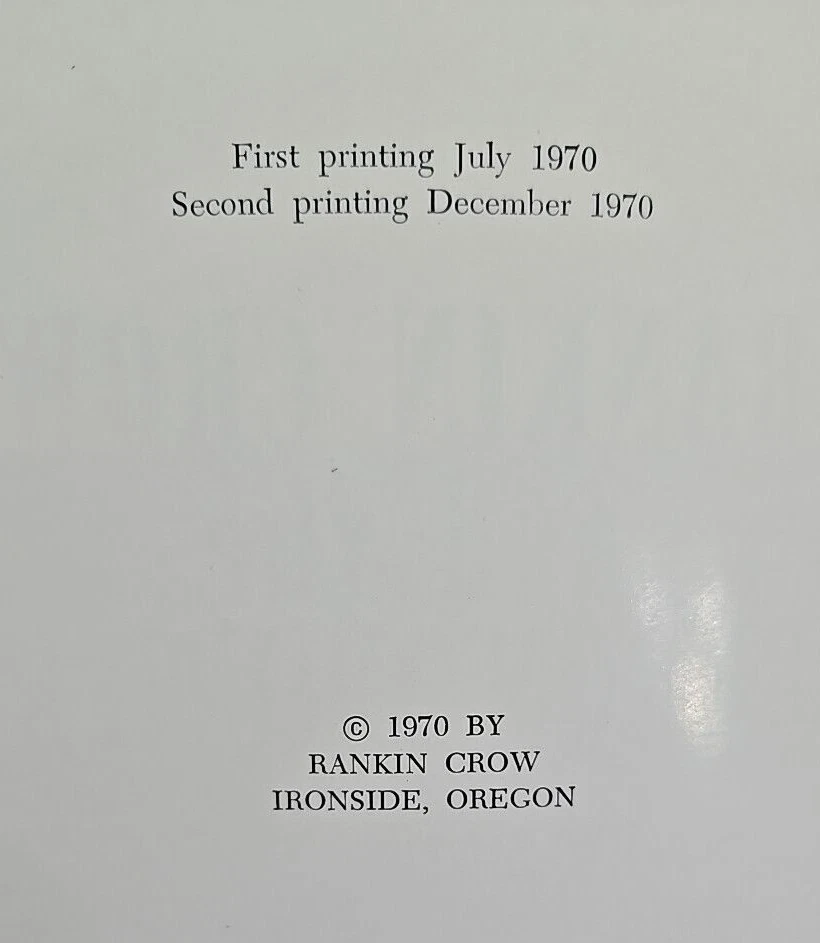 First printing July 1970
Second printing December 1970
© 1970 BY
RANKIN CROW
IRONSIDE, OREGON